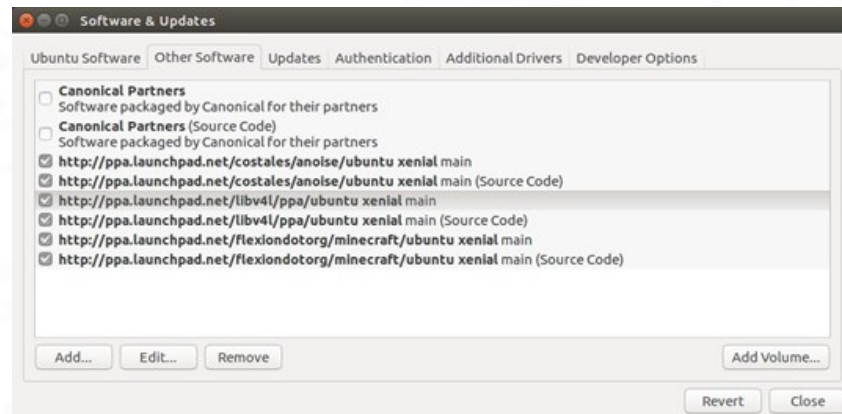 Software & Updates
Ubuntu Software Other Software Updates Authentication Additional Drivers Developer Options
Canonical Partners
Software packaged by Canonical for their partners
Canonical Partners (Source Code)
Software packaged by Canonical for their partners
http://ppa.launchpad.net/costales/anoise/ubuntu xenial main
http://ppa.launchpad.net/costales/anoise/ubuntu xenial main (Source Code)
http://ppa.launchpad.net/libv4l/ppa/ubuntu xenial main
http://ppa.launchpad.net/libv4l/ppa/ubuntu xenial main (Source Code)
http://ppa.launchpad.net/flexiondotorg/minecraft/ubuntu xenial main
http://ppa.launchpad.net/flexiondotorg/minecraft/ubuntu xenial main (Source Code)
Add... Edit... Remove Add Volume...
Revert Close